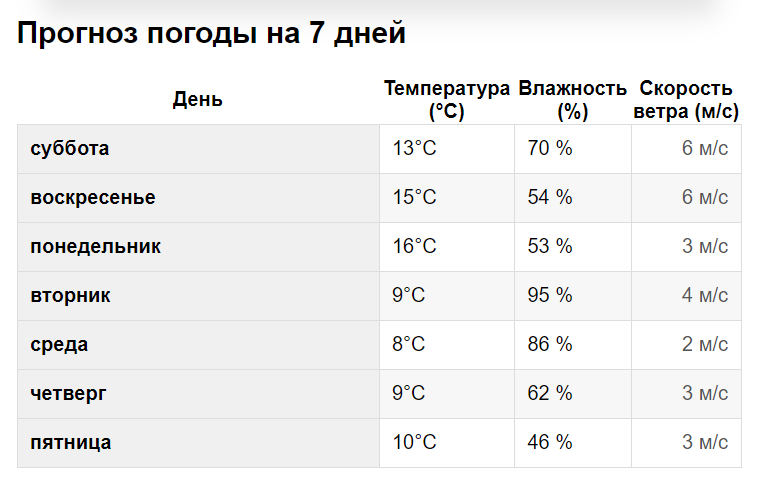 Прогноз погоды на 7 дней
День Температура (°C) Влажность (%) Скорость ветра (м/с)
суббота 13°C 70 % 6 м/с
воскресенье 15°C 54 % 6 м/с
понедельник 16°C 53 % 3 м/с
вторник 9°C 95 % 4 м/с
среда 8°C 86 % 2 м/с
четверг 9°C 62 % 3 м/с
пятница 10°C 46 % 3 м/с